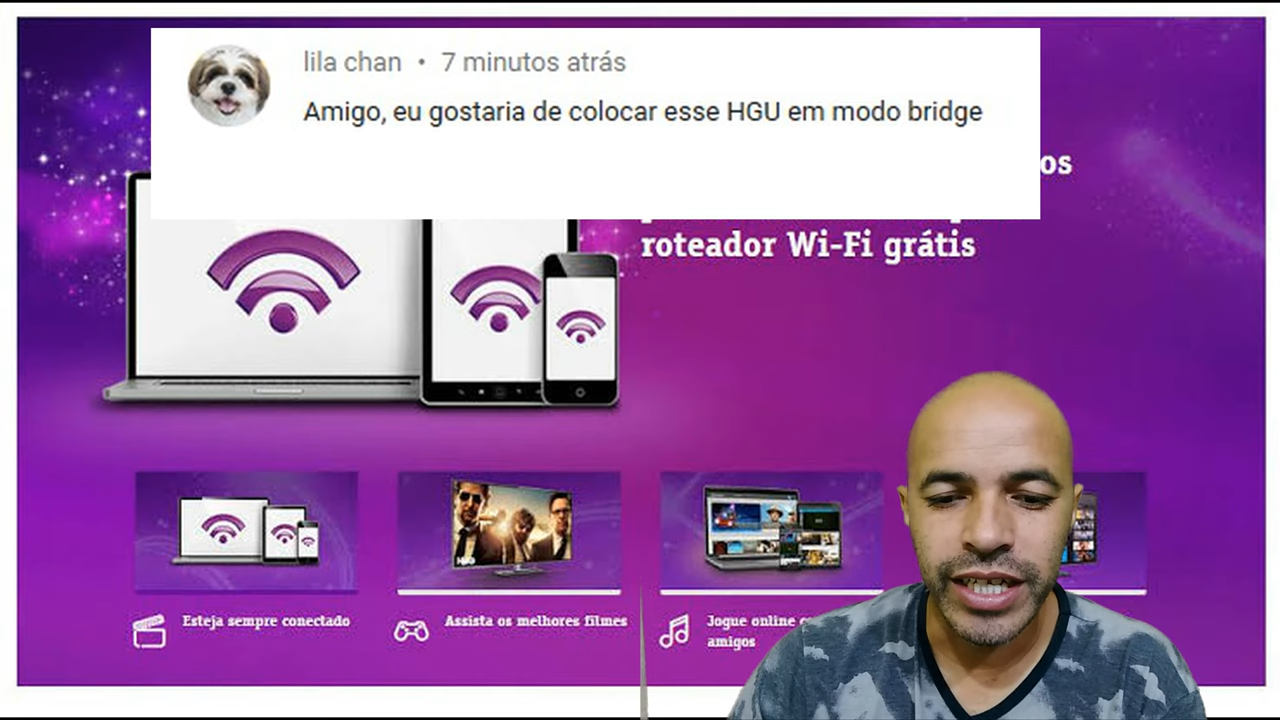 lila chan • 7 minutos atrás
Amigo, eu gostaria de colocar esse HGU em modo bridge
roteador Wi-Fi grátis
Esteja sempre conectado
Assista os melhores filmes
Jogue online
amigos